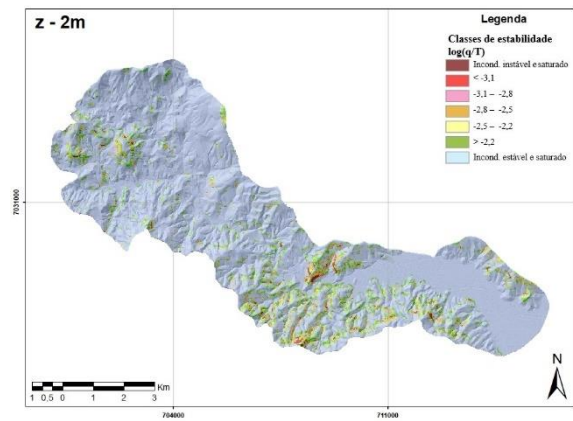 z - 2m
Legenda
Classes de estabilidade
log(q/T)
Incond. instável e saturado
< -3,1
-3,1 – -2,8
-2,8 – -2,5
-2,5 – -2,2
> -2,2
Incond. estável e saturado
7031000
N
Km
1 0,5 0 1 2 3
704000 711000